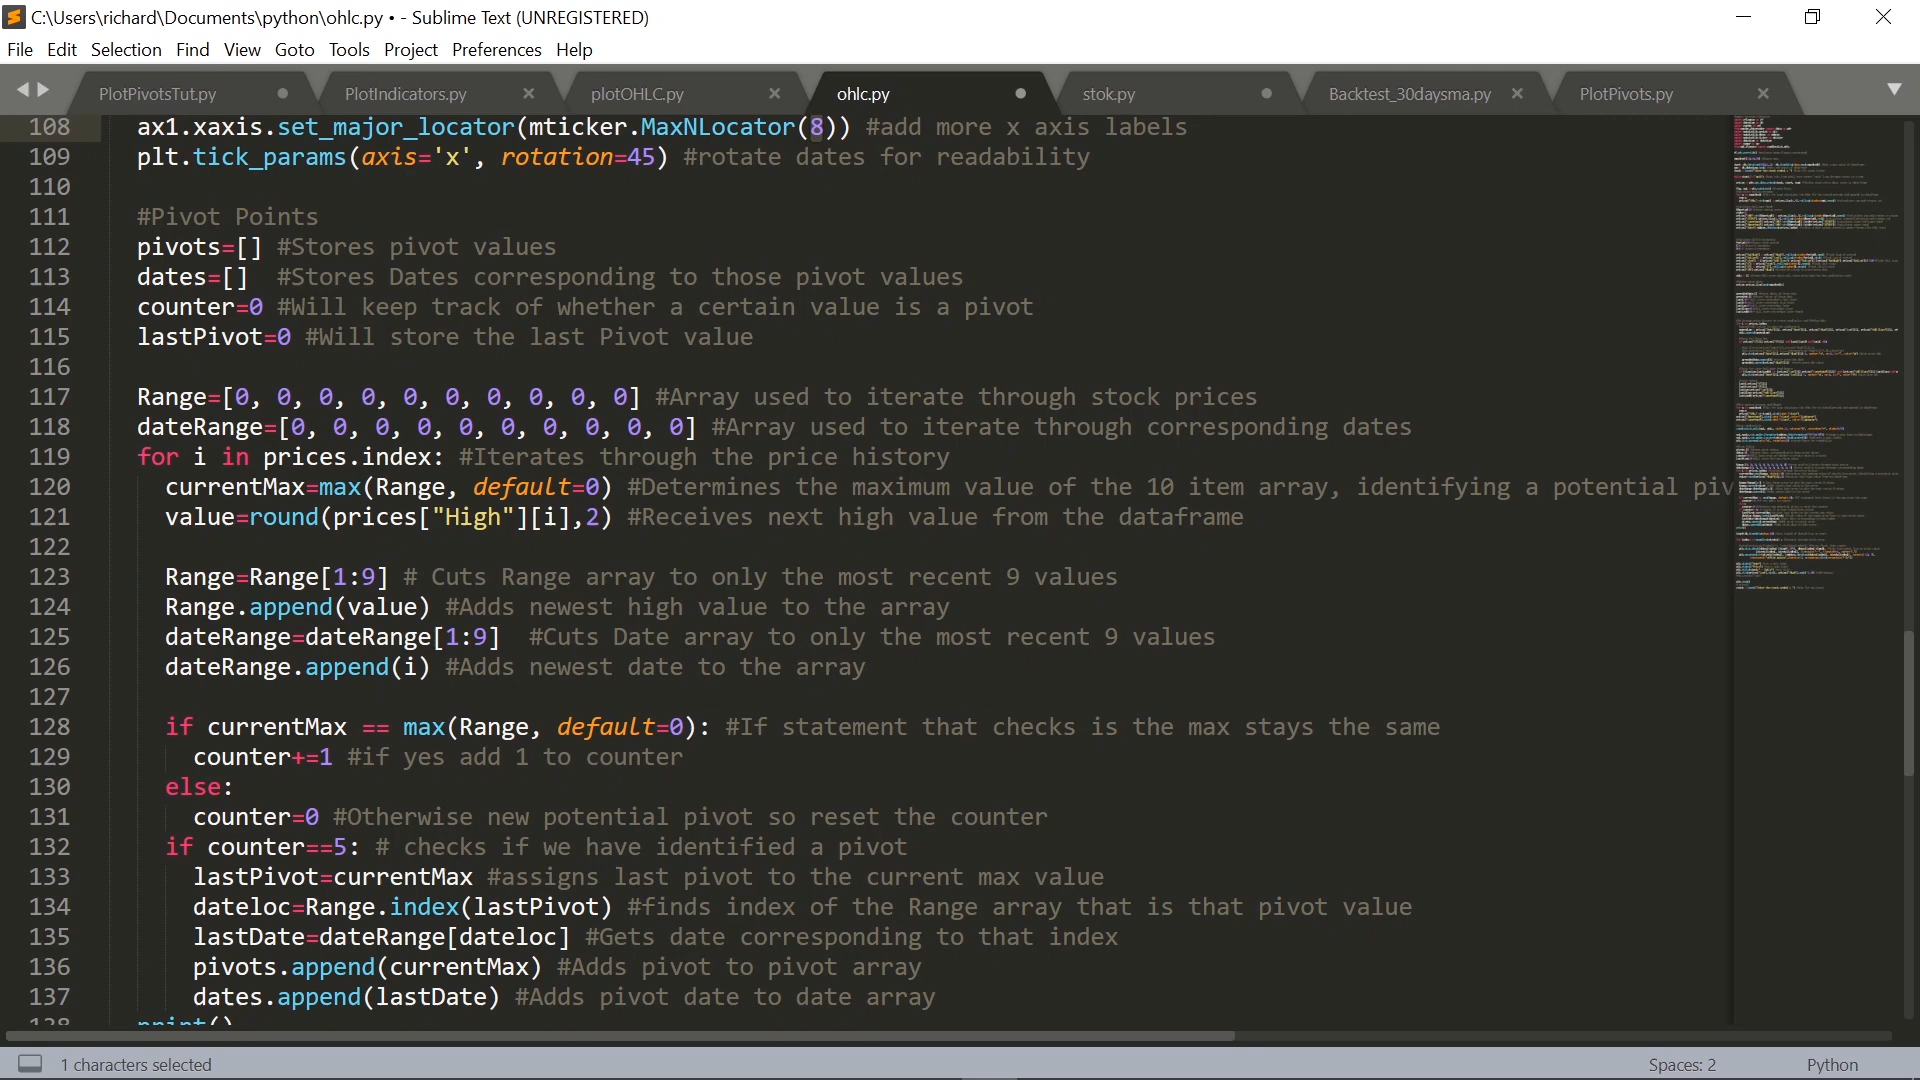 C:\Users\richard\Documents\python\ohlc.py • - Sublime Text (UNREGISTERED)
File Edit Selection Find View Goto Tools Project Preferences Help
PlotPivotsTut.py PlotIndicators.py plotOHLC.py ohlc.py stok.py Backtest_30daysma.py PlotPivots.py
108 ax1.xaxis.set_major_locator(mticker.MaxNLocator(8)) #add more x axis labels
109 plt.tick_params(axis='x', rotation=45) #rotate dates for readability
110
111 #Pivot Points
112 pivots=[] #Stores pivot values
113 dates=[]  #Stores Dates corresponding to those pivot values
114 counter=0 #Will keep track of whether a certain value is a pivot
115 lastPivot=0 #Will store the last Pivot value
116
117 Range=[0, 0, 0, 0, 0, 0, 0, 0, 0, 0] #Array used to iterate through stock prices
118 dateRange=[0, 0, 0, 0, 0, 0, 0, 0, 0, 0] #Array used to iterate through corresponding dates
119 for i in prices.index: #Iterates through the price history
120   currentMax=max(Range, default=0) #Determines the maximum value of the 10 item array, identifying a potential piv
121   value=round(prices["High"][i],2) #Receives next high value from the dataframe
122
123   Range=Range[1:9] # Cuts Range array to only the most recent 9 values
124   Range.append(value) #Adds newest high value to the array
125   dateRange=dateRange[1:9]  #Cuts Date array to only the most recent 9 values
126   dateRange.append(i) #Adds newest date to the array
127
128   if currentMax == max(Range, default=0): #If statement that checks is the max stays the same
129     counter+=1 #if yes add 1 to counter
130   else:
131     counter=0 #Otherwise new potential pivot so reset the counter
132   if counter==5: # checks if we have identified a pivot
133     lastPivot=currentMax #assigns last pivot to the current max value
134     dateloc=Range.index(lastPivot) #finds index of the Range array that is that pivot value
135     lastDate=dateRange[dateloc] #Gets date corresponding to that index
136     pivots.append(currentMax) #Adds pivot to pivot array
137     dates.append(lastDate) #Adds pivot date to date array
138 print()
1 characters selected Spaces: 2 Python